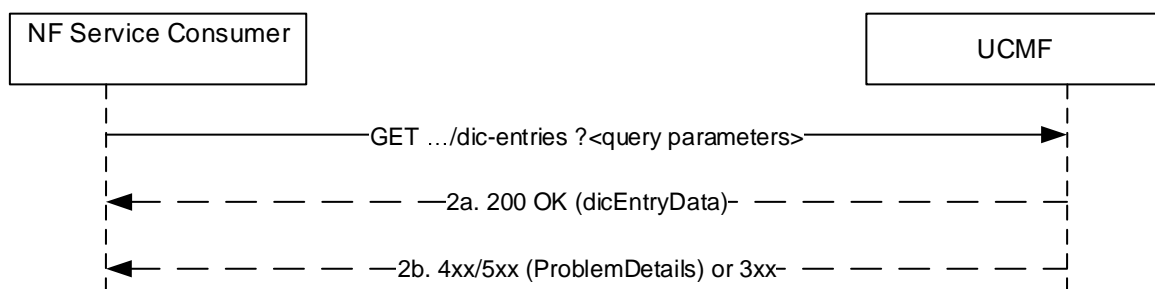 NF Service Consumer
UCMF
GET …/dic-entries ?<query parameters>
2a. 200 OK (dicEntryData)
2b. 4xx/5xx (ProblemDetails) or 3xx